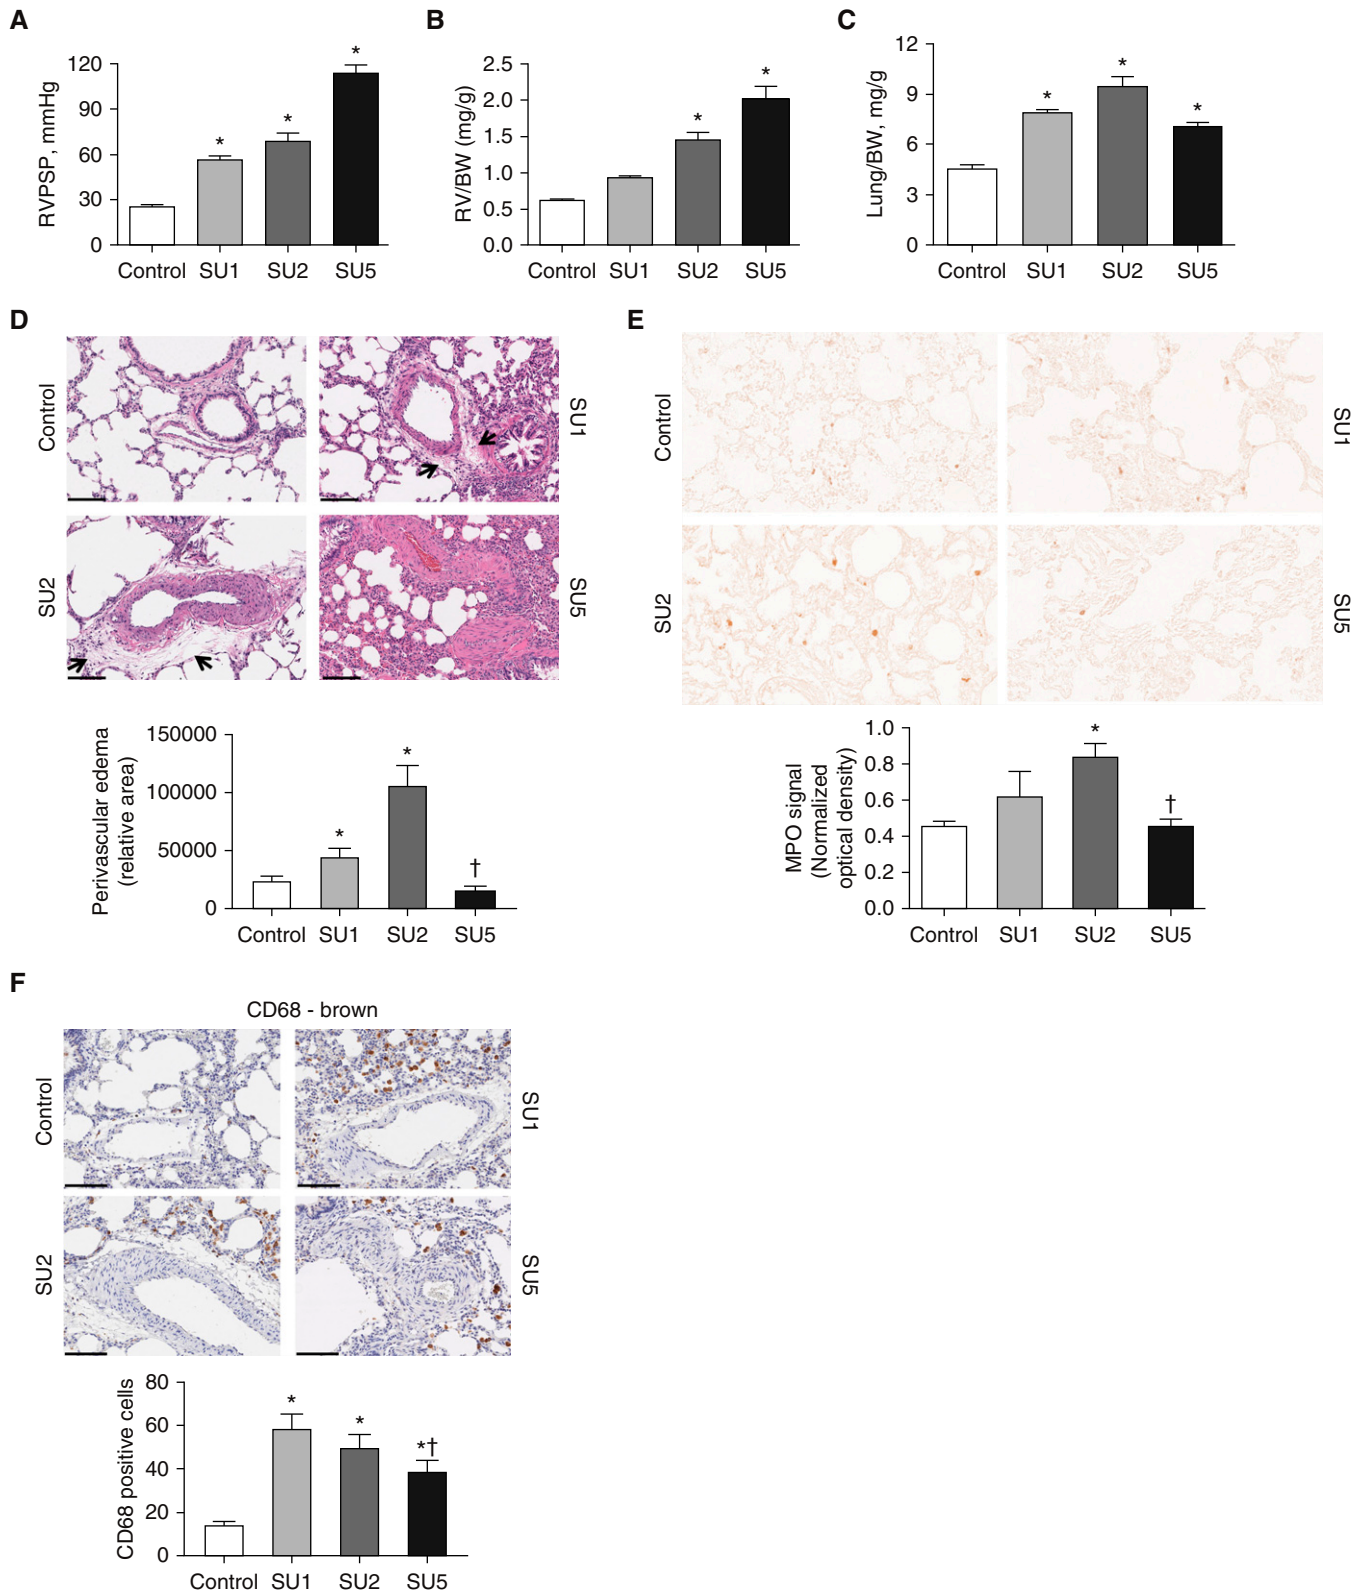 A
B
C
RVPSP, mmHg
120
90
60
30
0
*
*
*
Control SU1 SU2 SU5
RV/BW (mg/g)
2.5
2.0
1.5
1.0
0.5
0.0
*
*
Control SU1 SU2 SU5
Lung/BW, mg/g
12
9
6
3
0
*
*
*
Control SU1 SU2 SU5
D
Control
SU1
SU2
SU5
Perivascular edema
(relative area)
150000
100000
50000
0
*
*
†
Control SU1 SU2 SU5
E
Control
SU1
SU2
SU5
MPO signal
(Normalized
optical density)
1.0
0.8
0.6
0.4
0.2
0.0
*
†
Control SU1 SU2 SU5
F
CD68 - brown
Control
SU1
SU2
SU5
CD68 positive cells
80
60
40
20
0
*
*
*†
Control SU1 SU2 SU5